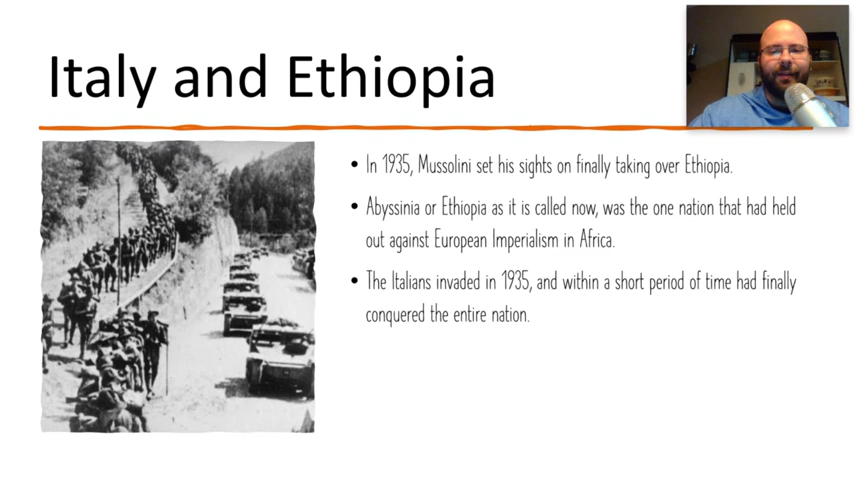 Italy and Ethiopia
• In 1935, Mussolini set his sights on finally taking over Ethiopia.
• Abyssinia or Ethiopia as it is called now, was the one nation that had held
out against European Imperialism in Africa.
• The Italians invaded in 1935, and within a short period of time had finally
conquered the entire nation.